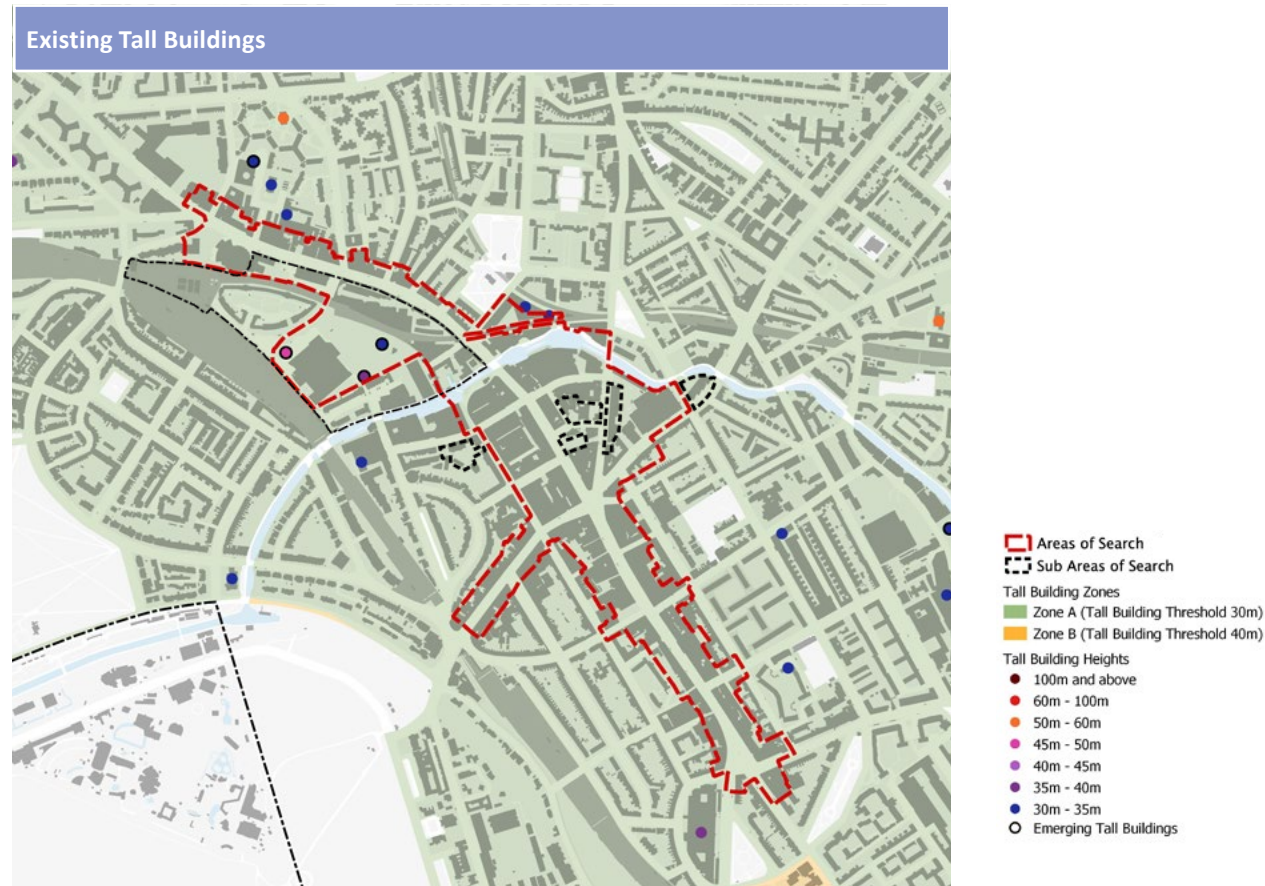 Existing Tall Buildings
Areas of Search
Sub Areas of Search
Tall Building Zones
Zone A (Tall Building Threshold 30m)
Zone B (Tall Building Threshold 40m)
Tall Building Heights
100m and above
60m - 100m
50m - 60m
45m - 50m
40m - 45m
35m - 40m
30m - 35m
Emerging Tall Buildings